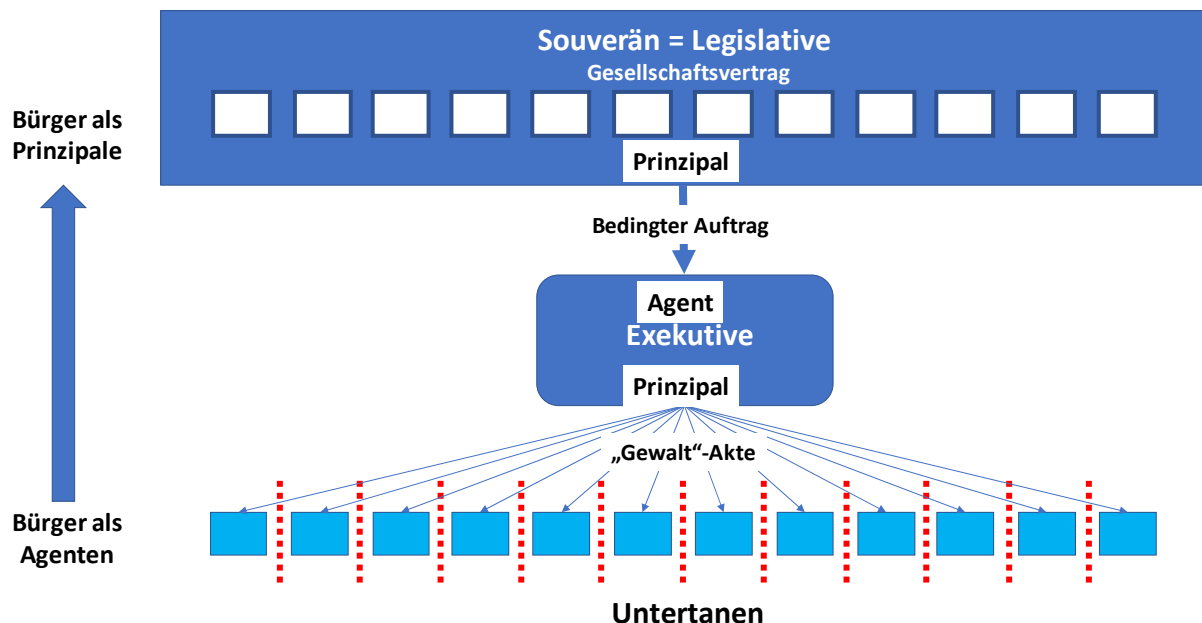 Souverän = Legislative
Gesellschaftsvertrag
Bürger als
Prinzipale
Prinzipal
Bedingter Auftrag
Agent
Exekutive
Prinzipal
„Gewalt“-Akte
Bürger als
Agenten
Untertanen